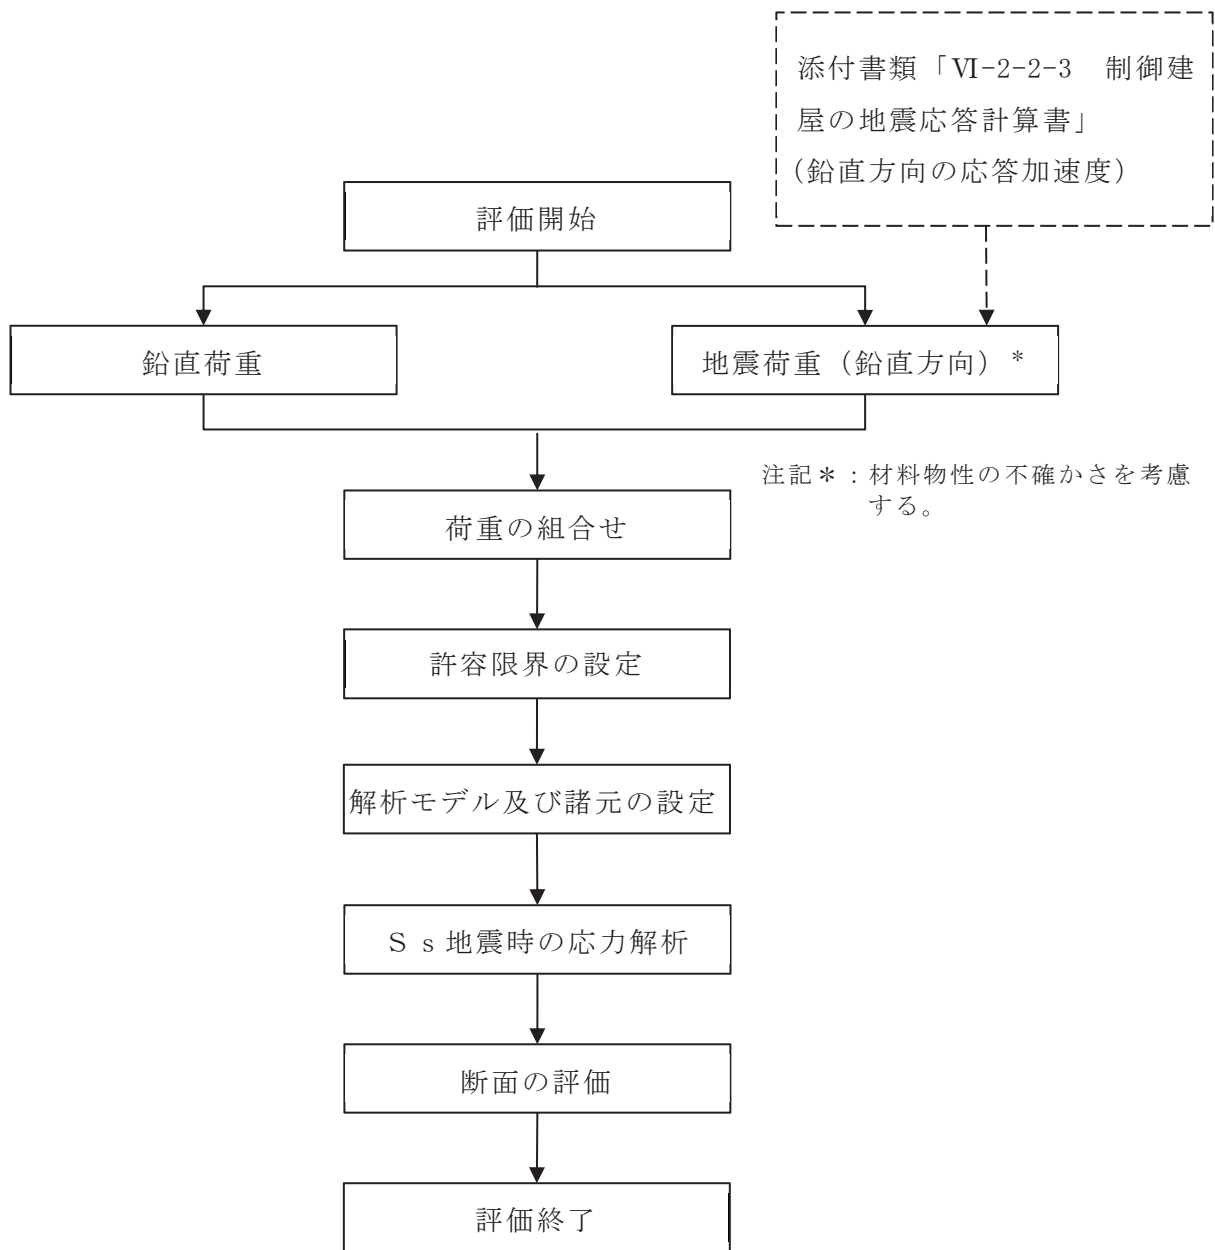 添付書類「Ⅵ-2-2-3　制御建
屋の地震応答計算書」
（鉛直方向の応答加速度）
評価開始
鉛直荷重
地震荷重（鉛直方向）*
注記＊：材料物性の不確かさを考慮
する。
荷重の組合せ
許容限界の設定
解析モデル及び諸元の設定
Ｓｓ地震時の応力解析
断面の評価
評価終了